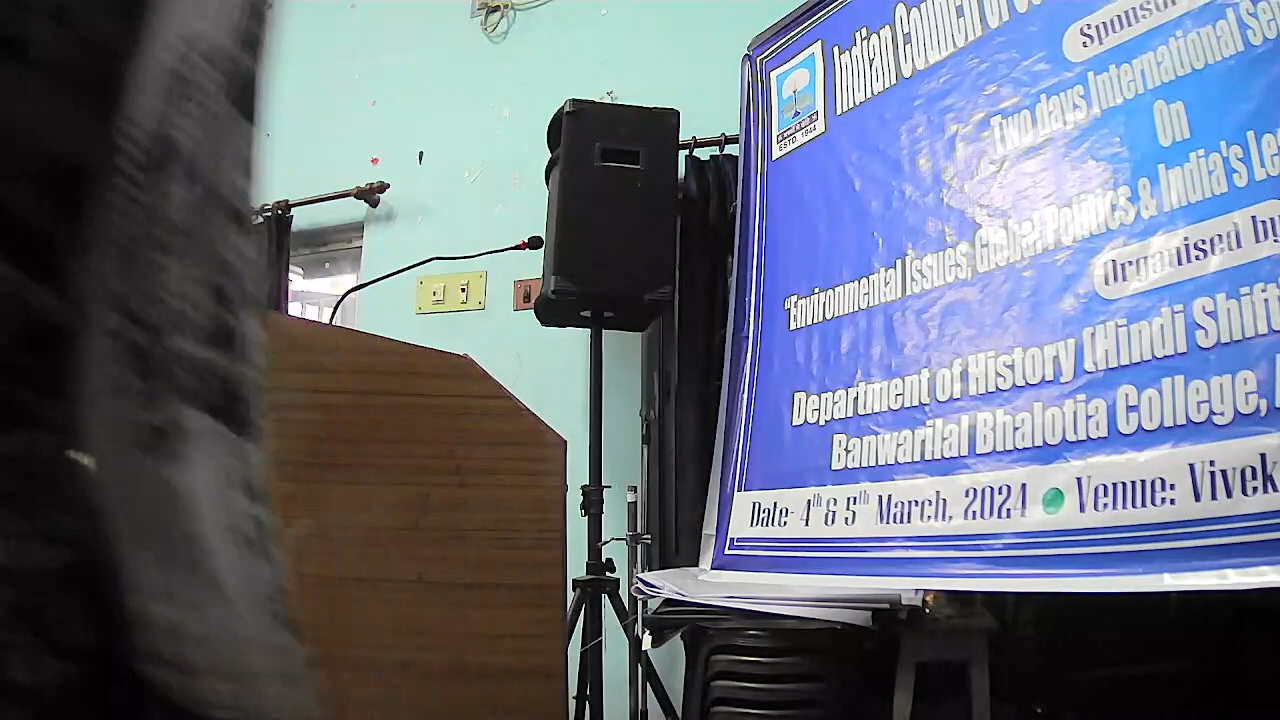 Indian Council of
Sponsor
ESTD. 1944
Two days International Se
On
"Environmental Issues, Global Politics & India's Le
Organised by
Department of History (Hindi Shift
Banwarilal Bhalotia College,
Date- 4th & 5th March, 2024 Venue: Vivek